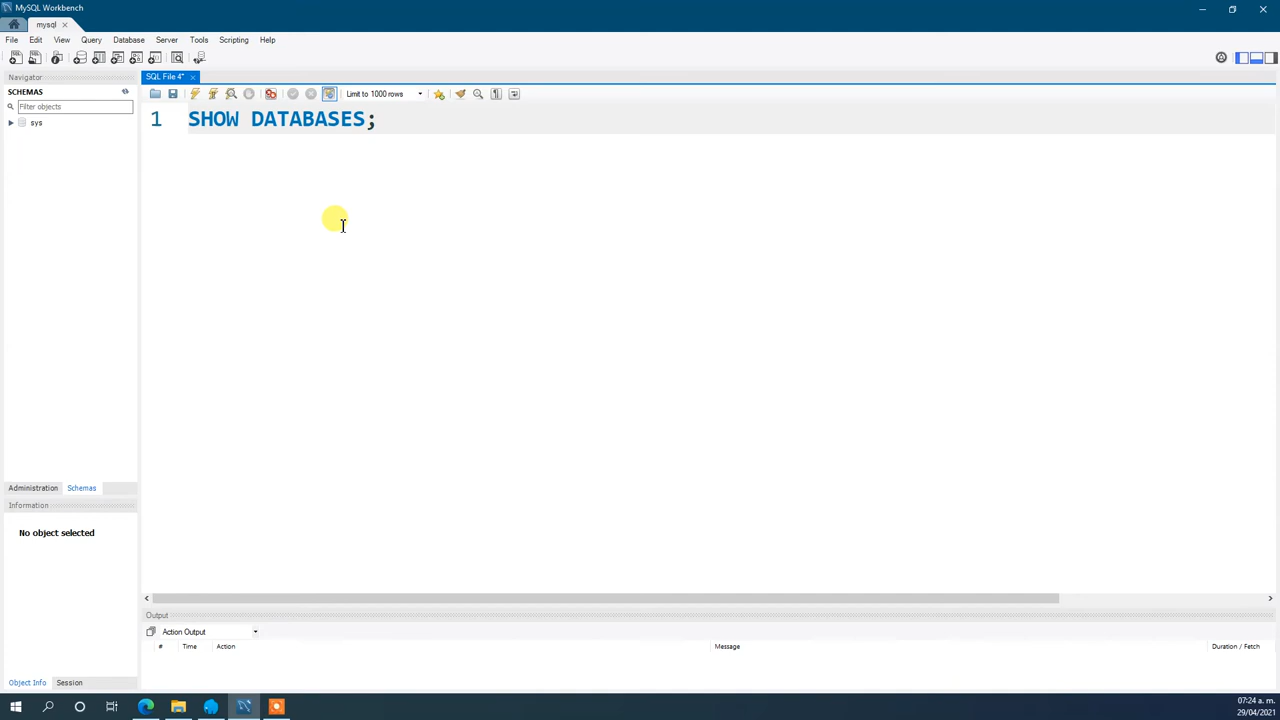 MySQL Workbench
mysql
File Edit View Query Database Server Tools Scripting Help
Navigator
SCHEMAS
Filter objects
sys
SQL File 4*
Limit to 1000 rows
1 SHOW DATABASES;
Administration Schemas
Information
No object selected
Output
Action Output
# Time Action Message Duration / Fetch
Object Info Session
07:24 a. m.
29/04/2021